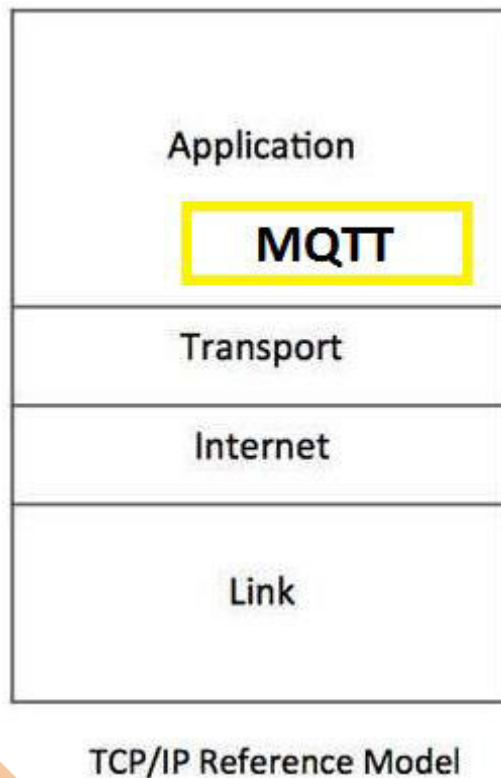 Application
MQTT
Transport
Internet
Link
TCP/IP Reference Model